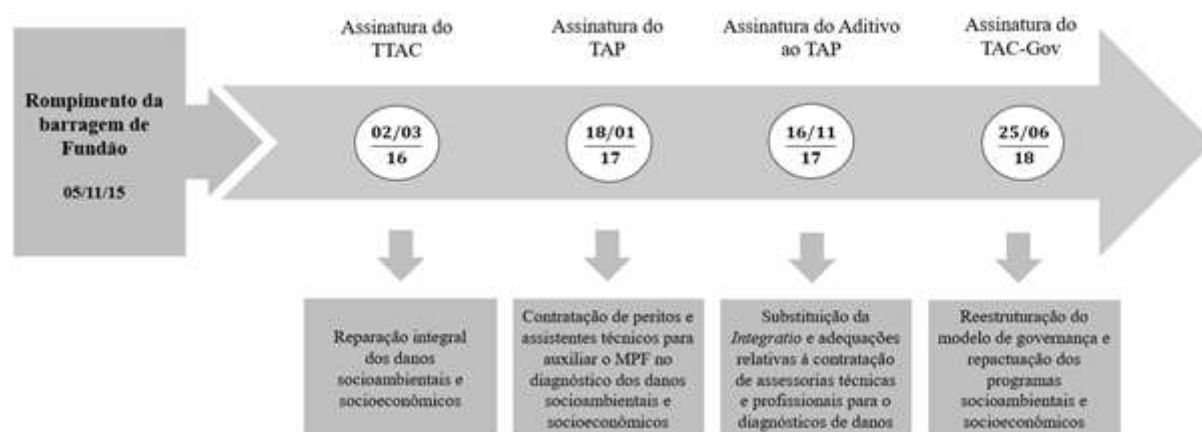 Rompimento da
barragem de
Fundão
05/11/15
Assinatura do
TTAC
02/03
16
Reparação integral
dos danos
socioambientais e
socioeconômicos
Assinatura do
TAP
18/01
17
Contratação de peritos e
assistentes técnicos para
auxiliar o MPF no
diagnóstico dos danos
socioambientais e
socioeconômicos
Assinatura do Aditivo
ao TAP
16/11
17
Substituição da
Integratio e adequações
relativas á contratação
de assessorias técnicas
e profissionais para o
diagnósticos de danos
Assinatura do
TAC-Gov
25/06
18
Reestruturação do
modelo de governança e
repactuação dos
programas
socioambientais e
socioeconômicos